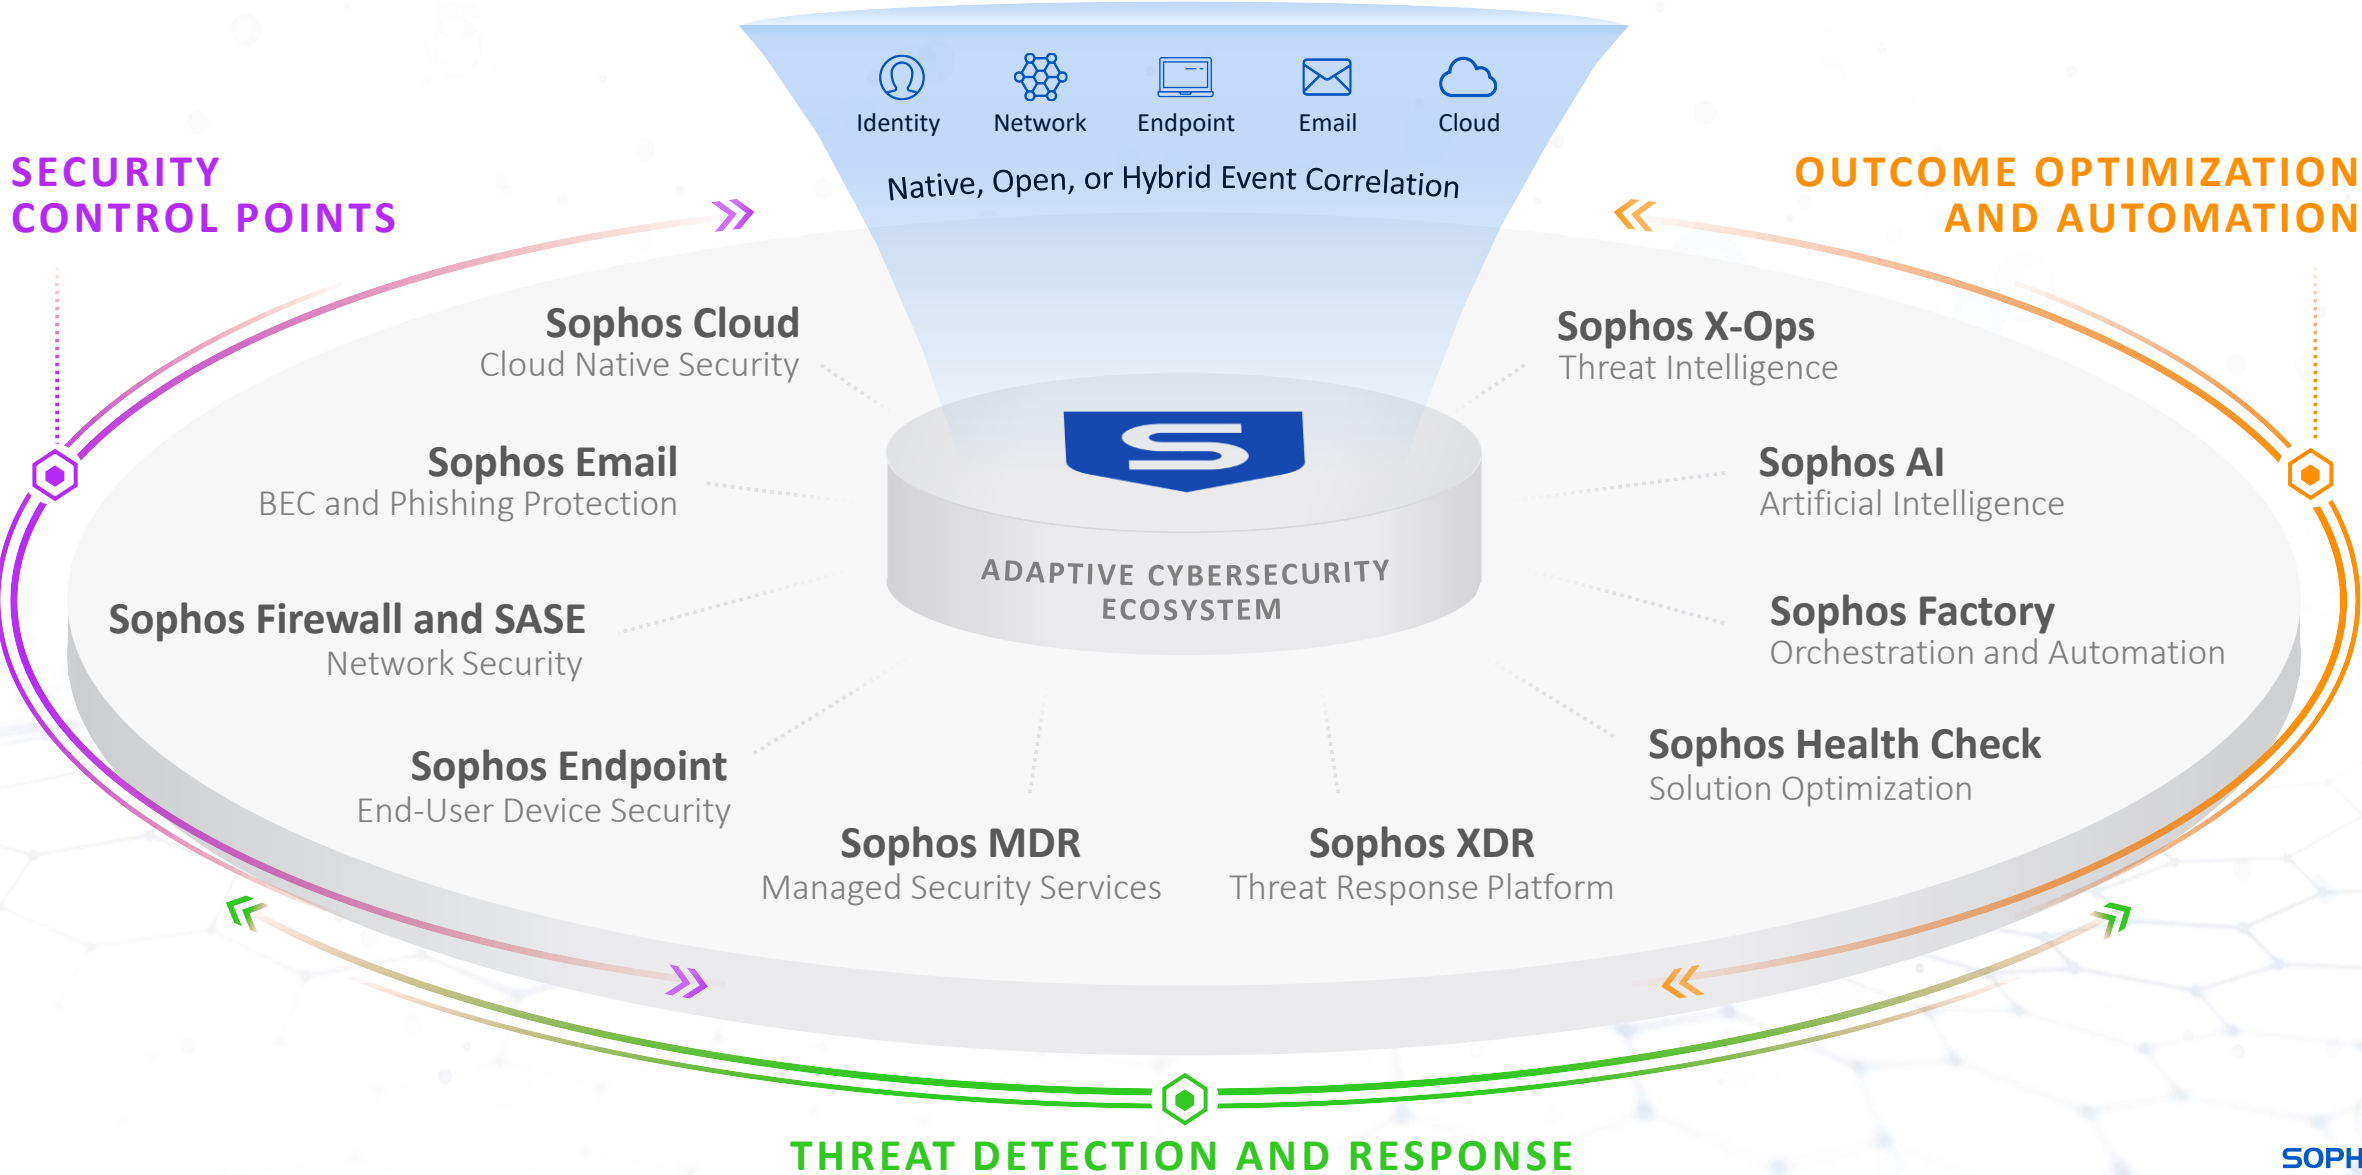 Identity
Network
Endpoint
Email
Cloud
Native, Open, or Hybrid Event Correlation
SECURITY
CONTROL POINTS
OUTCOME OPTIMIZATION
AND AUTOMATION
Sophos Cloud
Cloud Native Security
Sophos Email
BEC and Phishing Protection
Sophos Firewall and SASE
Network Security
Sophos Endpoint
End-User Device Security
Sophos MDR
Managed Security Services
Sophos XDR
Threat Response Platform
Sophos X-Ops
Threat Intelligence
Sophos AI
Artificial Intelligence
Sophos Factory
Orchestration and Automation
Sophos Health Check
Solution Optimization
S
ADAPTIVE CYBERSECURITY
ECOSYSTEM
THREAT DETECTION AND RESPONSE
SOPH